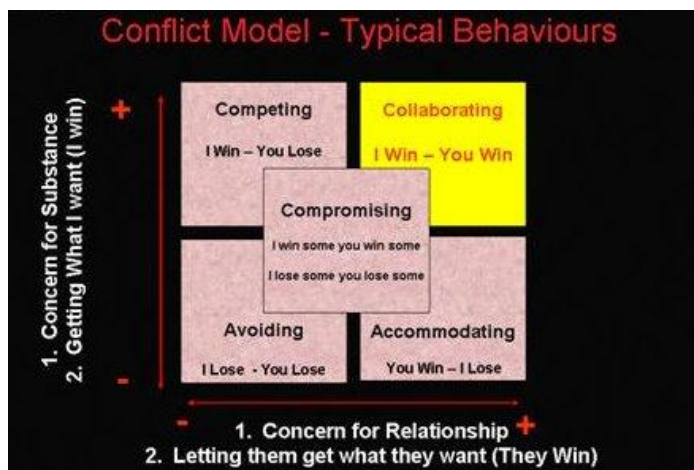 Conflict Model - Typical Behaviours
1. Concern for Substance
2. Getting What I want (I win)
+
-
Competing
I Win – You Lose
Collaborating
I Win – You Win
Compromising
I win some you win some
I lose some you lose some
Avoiding
I Lose - You Lose
Accommodating
You Win – I Lose
- +
1. Concern for Relationship
2. Letting them get what they want (They Win)